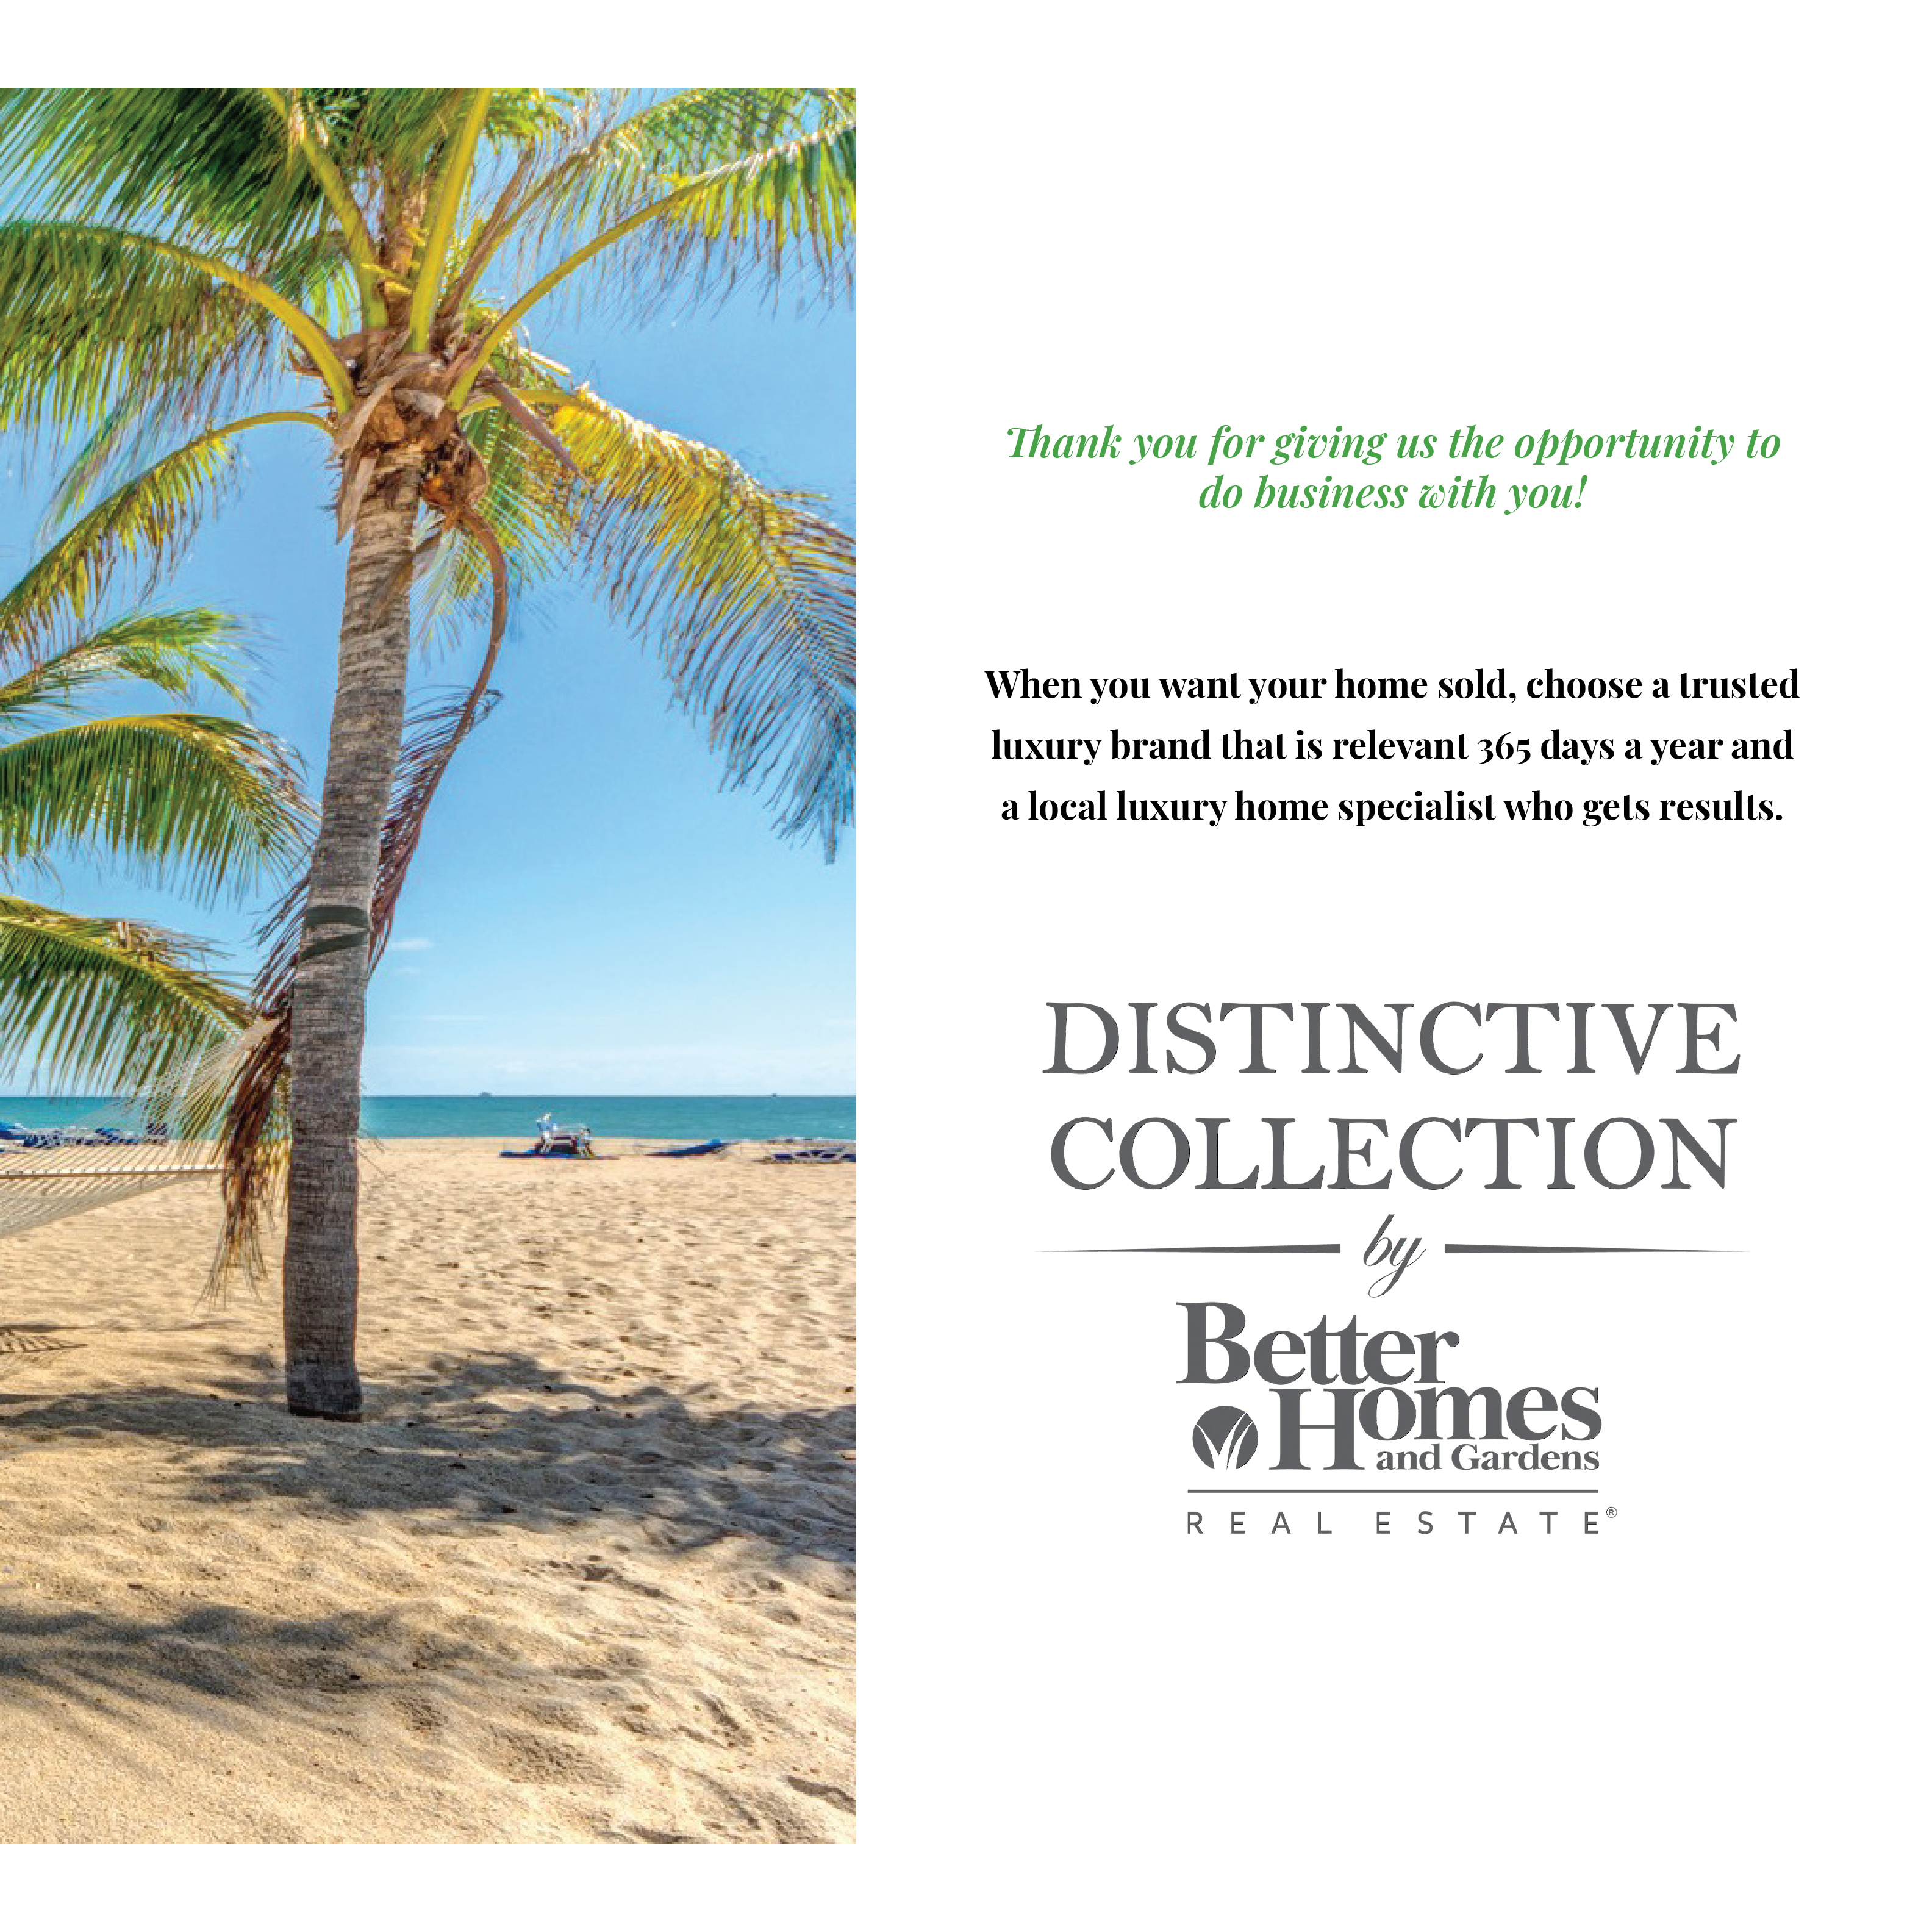 Thank you for giving us the opportunity to
do business with you!
When you want your home sold, choose a trusted
luxury brand that is relevant 365 days a year and
a local luxury home specialist who gets results.
DISTINCTIVE
COLLECTION
by
Better
Homes
and Gardens
REAL ESTATE®